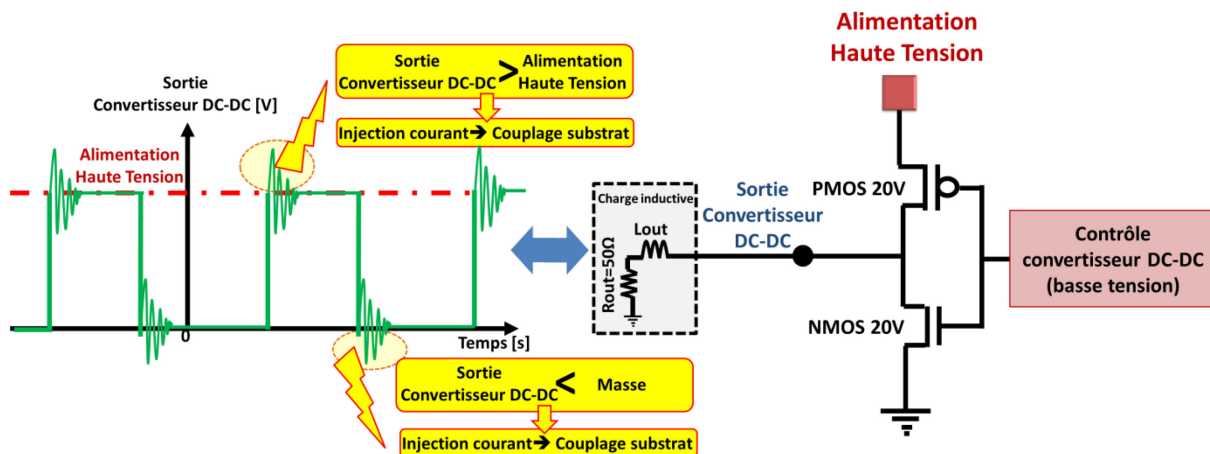 Sortie
Convertisseur DC-DC [V]
Alimentation
Haute Tension
Sortie
Convertisseur DC-DC
>
Alimentation
Haute Tension
Injection courant➔ Couplage substrat
0
Temps [s]
Sortie
Convertisseur DC-DC
<
Masse
Injection courant➔ Couplage substrat
Charge inductive
Lout
Rout=50Ω
Sortie
Convertisseur
DC-DC
Alimentation
Haute Tension
PMOS 20V
NMOS 20V
Contrôle
convertisseur DC-DC
(basse tension)